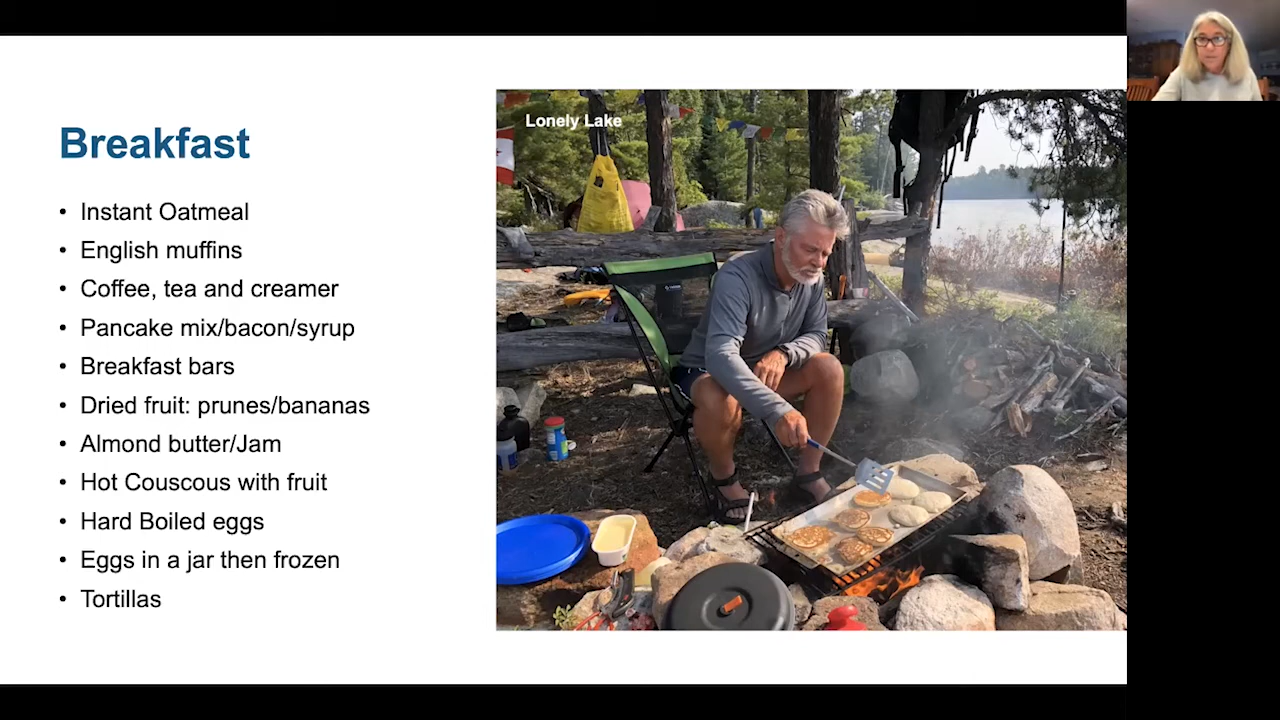 Breakfast
• Instant Oatmeal
• English muffins
• Coffee, tea and creamer
• Pancake mix/bacon/syrup
• Breakfast bars
• Dried fruit: prunes/bananas
• Almond butter/Jam
• Hot Couscous with fruit
• Hard Boiled eggs
• Eggs in a jar then frozen
• Tortillas
Lonely Lake